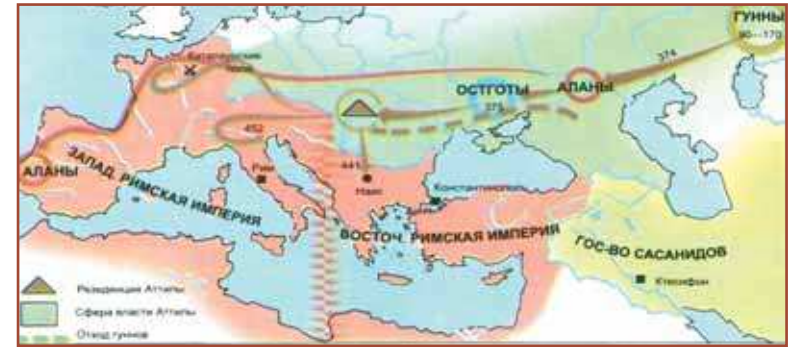 ГУННЫ
90—170
374
Каталаунские
поля
ОСТГОТЫ
375
АЛАНЫ
452
441
АЛАНЫ
ЗАПАД. РИМСКАЯ ИМПЕРИЯ
Рим
Наис
Константинополь
ВОСТОЧ. РИМСКАЯ ИМПЕРИЯ
ГОС-ВО САСАНИДОВ
Ктесифон
Резиденция Аттилы
Сфера власти Аттилы
Отход гуннов